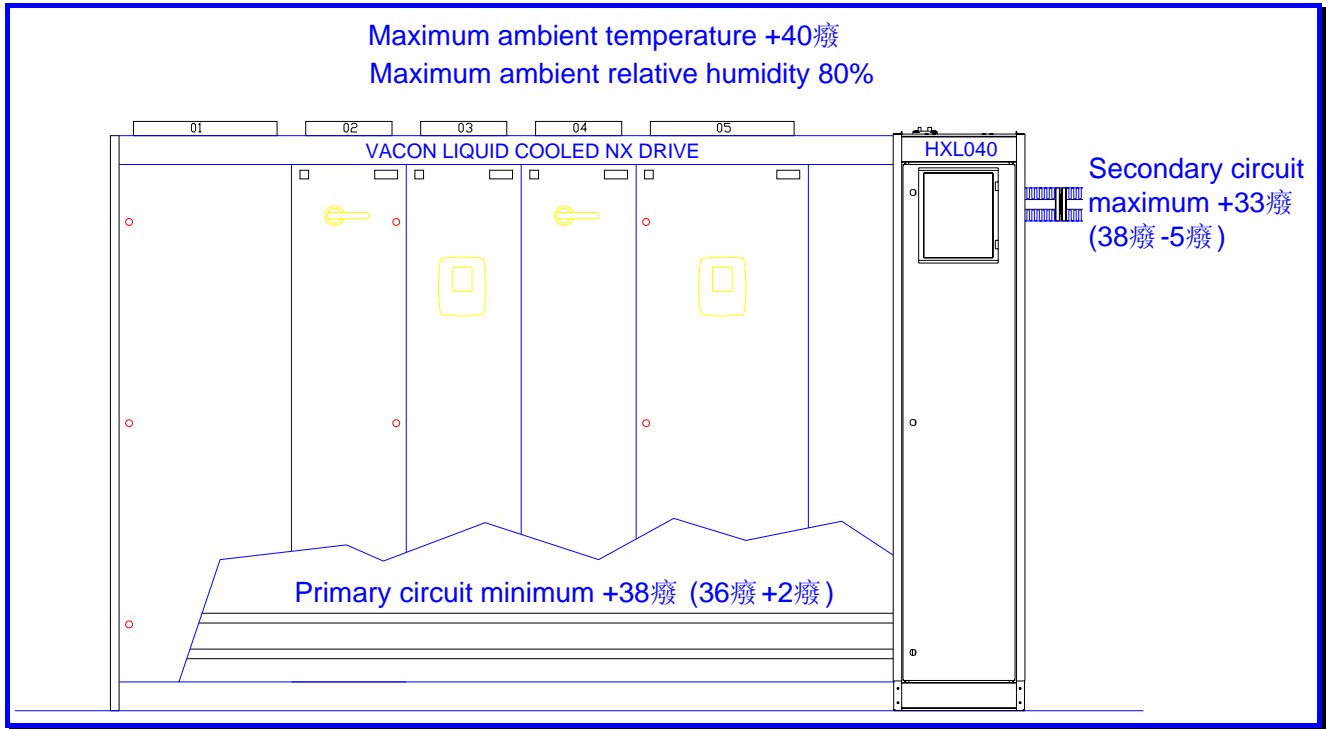 Maximum ambient temperature +40癈
Maximum ambient relative humidity 80%
01 02 03 04 05
VACON LIQUID COOLED NX DRIVE
HXL040
Secondary circuit
maximum +33癈
(38癈 -5癈 )
Primary circuit minimum +38癈 (36癈 +2癈 )